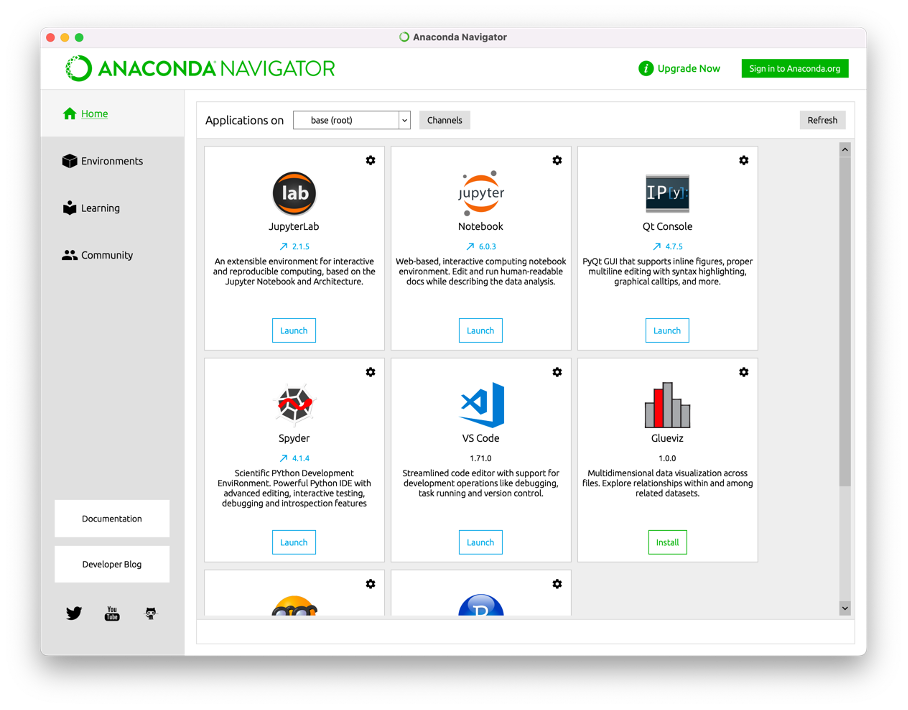 Anaconda Navigator
ANACONDA NAVIGATOR
i Upgrade Now
Sign in to Anaconda.org
Home
Environments
Learning
Community
Documentation
Developer Blog
You
Tube
Applications on
base (root)
Channels
Refresh
lab
JupyterLab
2.1.5
An extensible environment for interactive
and reproducible computing, based on the
Jupyter Notebook and Architecture.
Launch
jupyter
Notebook
6.0.3
Web-based, interactive computing notebook
environment. Edit and run human-readable
docs while describing the data analysis.
Launch
IP[y]:
Qt Console
4.7.5
PyQt GUI that supports inline figures, proper
multiline editing with syntax highlighting,
graphical calltips, and more.
Launch
Spyder
4.1.4
Scientific PYthon Development
EnviRonment. Powerful Python IDE with
advanced editing, interactive testing,
debugging and introspection features
Launch
VS Code
1.71.0
Streamlined code editor with support for
development operations like debugging,
task running and version control.
Launch
Glueviz
1.0.0
Multidimensional data visualization across
files. Explore relationships within and among
related datasets.
Install
R